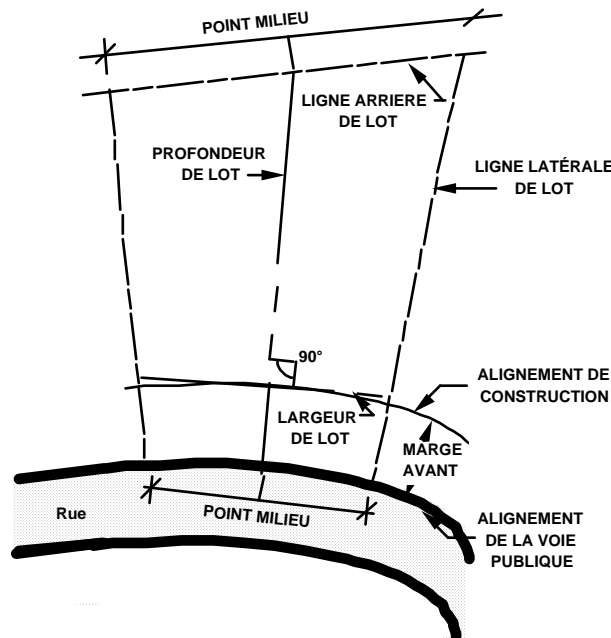 POINT MILIEU
LIGNE ARRIERE
DE LOT
PROFONDEUR
DE LOT
LIGNE LATÉRALE
DE LOT
90°
ALIGNEMENT DE
CONSTRUCTION
LARGEUR
DE LOT
MARGE
AVANT
Rue
POINT MILIEU
ALIGNEMENT
DE LA VOIE
PUBLIQUE